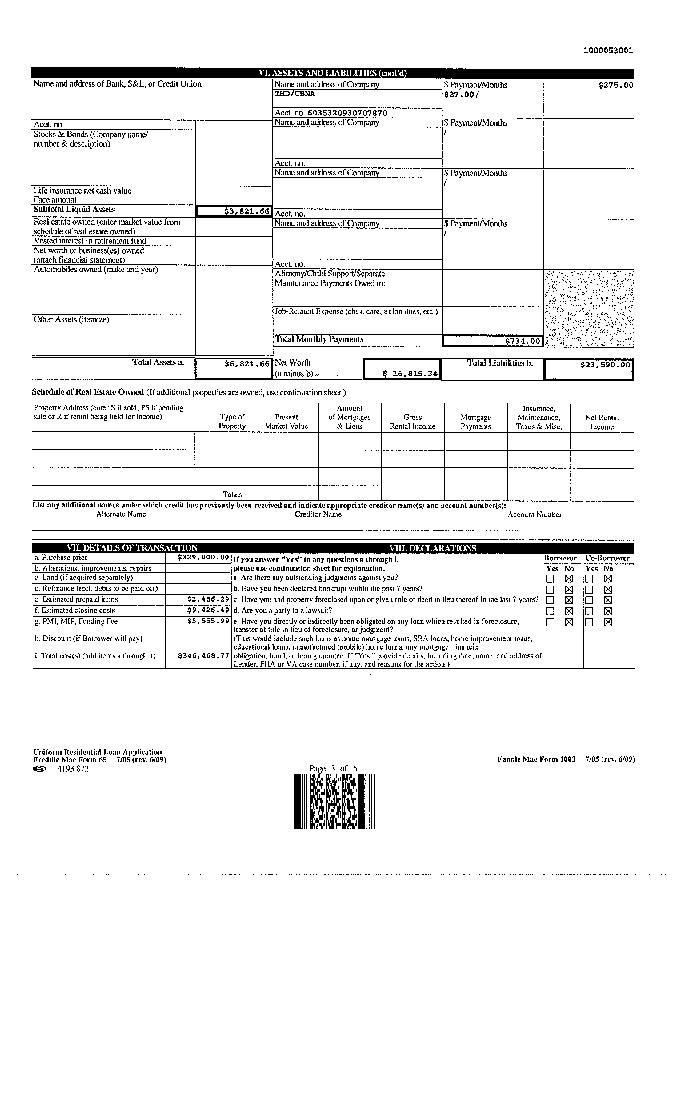 1000053001
VI. ASSETS AND LIABILITIES (cont'd)
Name and address of Bank, S&L, or Credit Union
Name and address of Company
$ Payment/Months
$275.00
THD/CBNA
$27.00/
Acct. no. 6035320930707870
Acct. no.
Name and address of Company
$ Payment/Months
/
Stocks & Bonds (Company name/
number & description)
Acct. no.
Name and address of Company
$ Payment/Months
/
Life insurance net cash value
Face amount
Subtotal Liquid Assets
$3,821.66
Acct. no.
Real estate owned (enter market value from
schedule of real estate owned)
Name and address of Company
$ Payment/Months
/
Vested interest in retirement fund
Net worth of business(es) owned
(attach financial statement)
Acct. no.
Automobiles owned (make and year)
Alimony/Child Support/Separate
Maintenance Payments Owed to:
Job-Related Expense (child care, union dues, etc.)
Other Assets (itemize)
Total Monthly Payments
$734.00
Total Assets a.
$6,821.66
Net Worth
(a minus b)
Total Liabilities b.
$23,590.00
Schedule of Real Estate Owned (If additional properties are owned, use continuation sheet.)
Property Address (enter S if sold, PS if pending
sale or R if rental being held for income)
Type of
Property
Present
Market Value
Amount
of Mortgages
& Liens
Gross
Rental Income
Mortgage
Payments
Insurance,
Maintenance,
Taxes & Misc.
Net Rental
Income
Totals
List any additional names under which credit has previously been received and indicate appropriate creditor name(s) and account number(s):
Alternate Name
Creditor Name
Account Number
VII. DETAILS OF TRANSACTION
VIII. DECLARATIONS
a. Purchase price
$329,000.00
If you answer "Yes" to any questions a through i,
please use continuation sheet for explanation.
Borrower
Co-Borrower
Yes No
Yes No
b. Alterations, improvements, repairs
c. Land (if acquired separately)
a. Are there any outstanding judgments against you?
d. Refinance (incl. debts to be paid off)
b. Have you been declared bankrupt within the past 7 years?
e. Estimated prepaid items
c. Have you had property foreclosed upon or given title or deed in lieu thereof in the last 7 years?
f. Estimated closing costs
d. Are you a party to a lawsuit?
g. PMI, MIP, Funding Fee
$5,555.99
e. Have you directly or indirectly been obligated on any loan which resulted in foreclosure,
transfer of title in lieu of foreclosure, or judgment?
h. Discount (if Borrower will pay)
(This would include such loans as home mortgage loans, SBA loans, home improvement loans,
educational loans, manufactured (mobile) home loans, any mortgage, financial
i. Total costs (add items a through h)
$346,468.77
obligation, bond, or loan guarantee. If "Yes," provide details, including date, name, and address of
Lender, FHA or VA case number, if any, and reasons for the action.)
Uniform Residential Loan Application
Freddie Mac Form 65 7/05 (rev. 6/09)
Fannie Mae Form 1003 7/05 (rev. 6/09)
Page 3 of 5